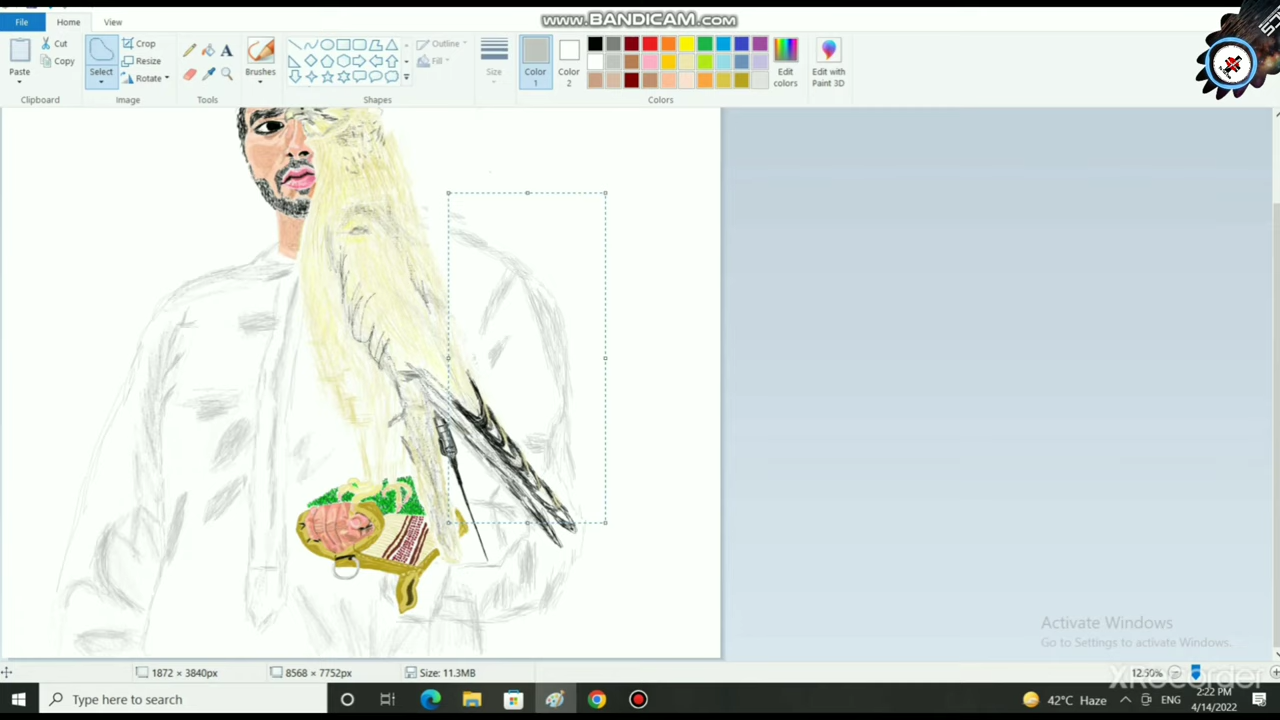 www.BANDICAM.com
File
Home
View
Paste
Cut
Copy
Clipboard
Select
Crop
Resize
Rotate
Image
A
Tools
Brushes
Outline
Fill
Shapes
Size
Color
1
Color
2
Edit
colors
Edit with
Paint 3D
Colors
Activate Windows
Go to Settings to activate Windows.
1872 × 3840px
8568 × 7752px
Size: 11.3MB
12.50%
XRecorder
Type here to search
42°C Haze
ENG
2:22 PM
4/14/2022